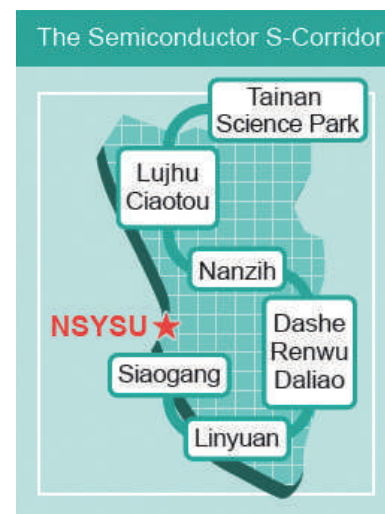 The Semiconductor S-Corridor
Tainan
Science Park
Lujhu
Ciaotou
Nanzih
NSYSU
Dashe
Renwu
Daliao
Siaogang
Linyuan